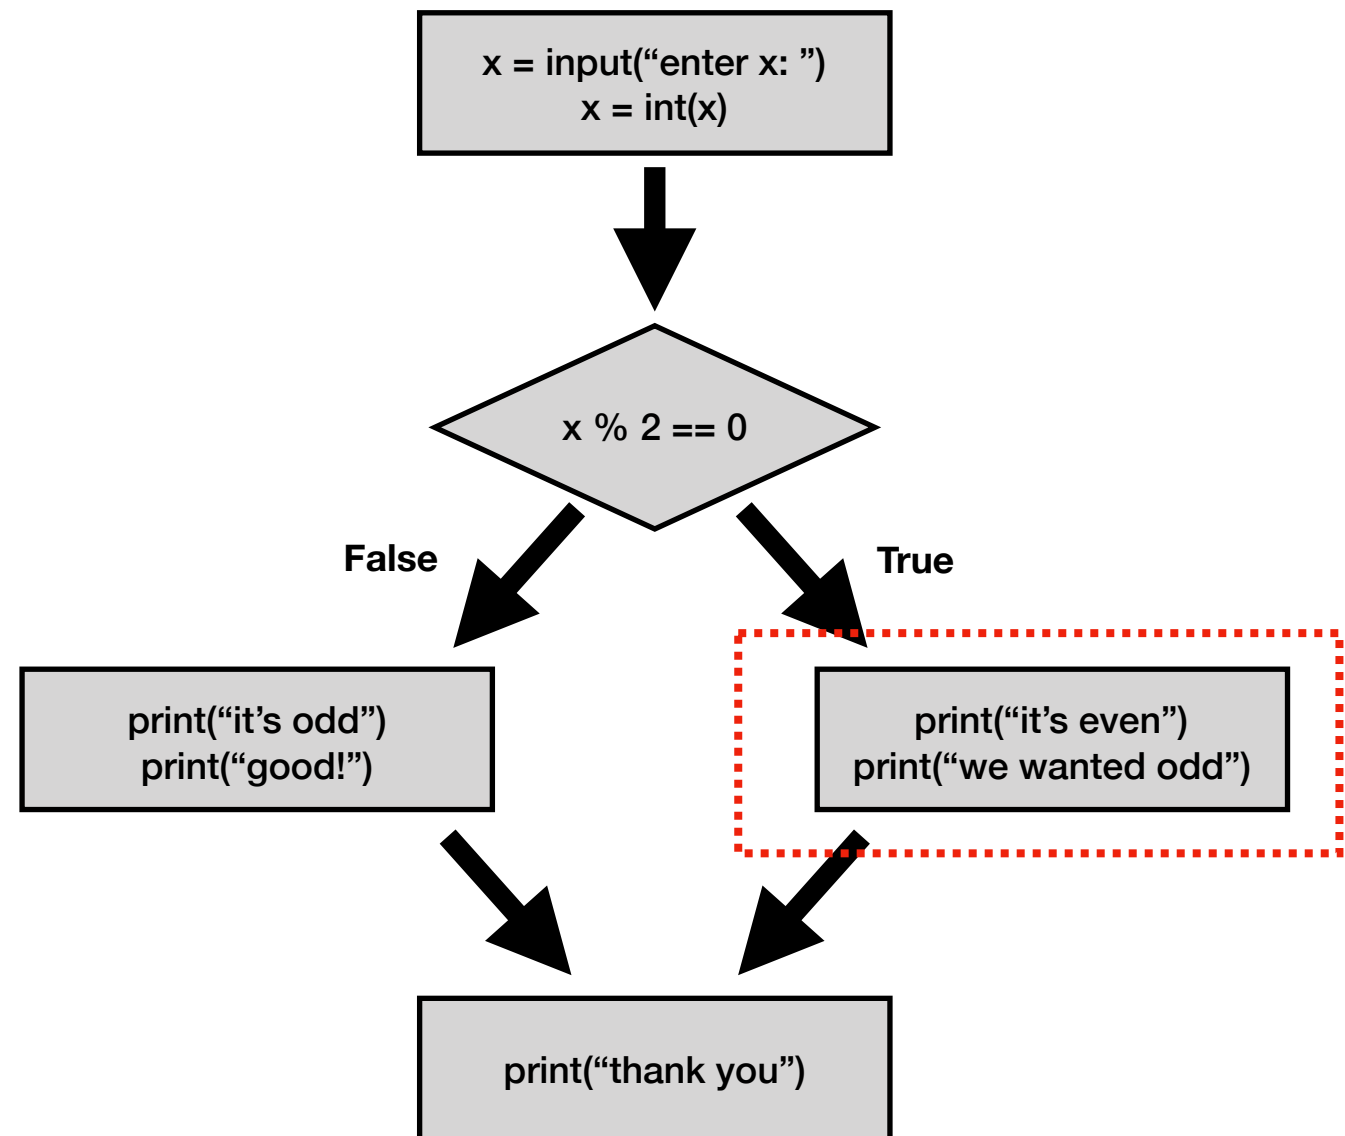 x = input(“enter x: ”)
x = int(x)
x % 2 == 0
False
True
print(“it’s odd”)
print(“good!”)
print(“it’s even”)
print(“we wanted odd”)
print(“thank you”)